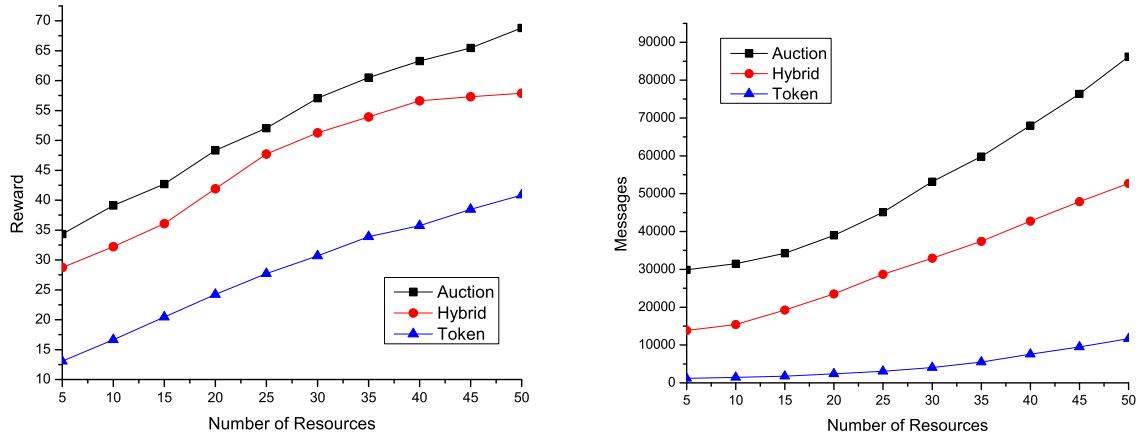 70
65
60
55
50
45
40
35
30
25
20
15
10
Reward
Auction
Hybrid
Token
5 10 15 20 25 30 35 40 45 50
Number of Resources
90000
80000
70000
60000
50000
40000
30000
20000
10000
0
Messages
Auction
Hybrid
Token
5 10 15 20 25 30 35 40 45 50
Number of Resources